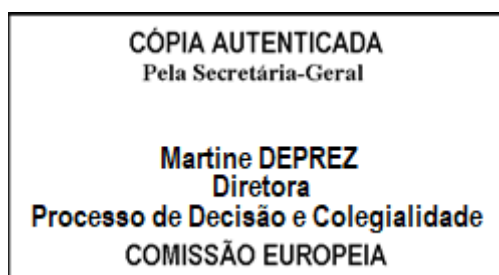 CÓPIA AUTENTICADA
Pela Secretária-Geral
Martine DEPREZ
Diretora
Processo de Decisão e Colegialidade
COMISSÃO EUROPEIA